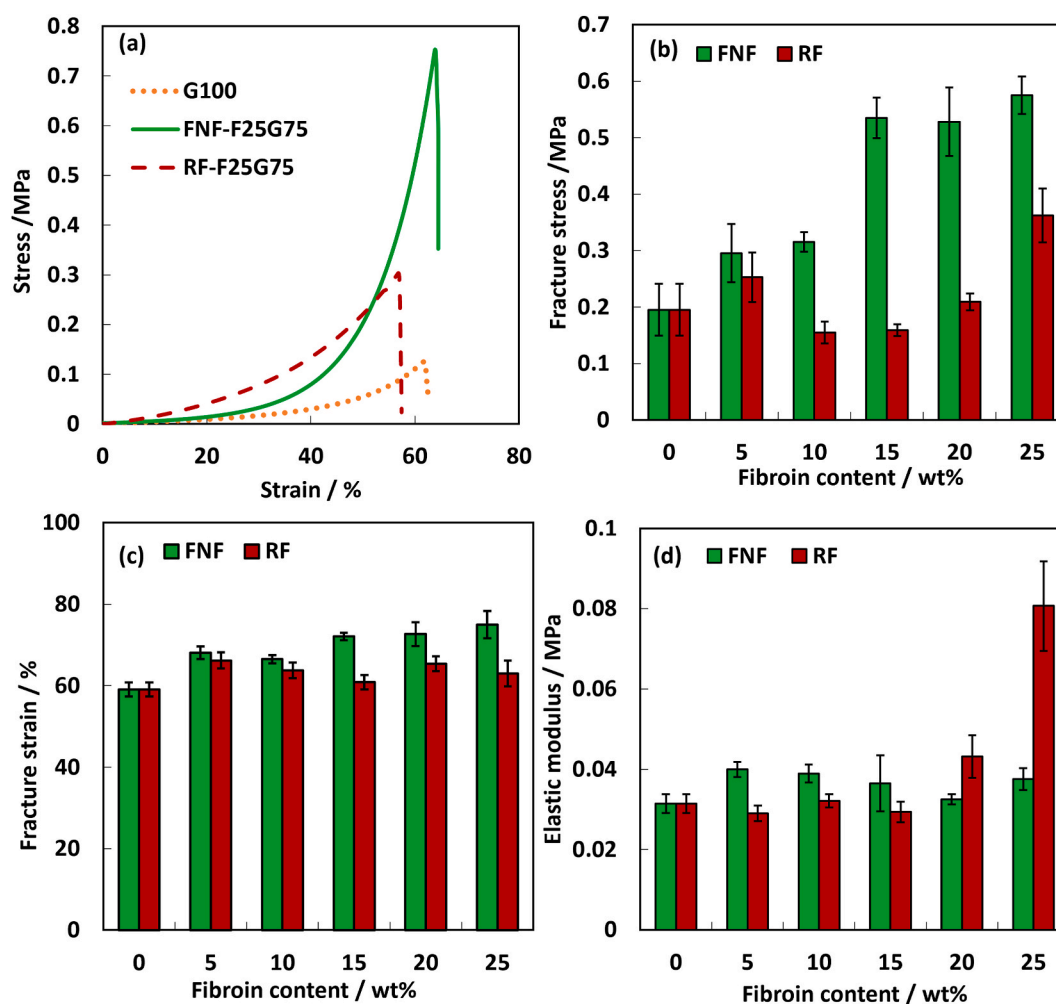 (a)
0.8
0.7
0.6
0.5
0.4
0.3
0.2
0.1
0
Stress /MPa
G100
FNF-F25G75
RF-F25G75
0 20 40 60 80
Strain / %
(b)
FNF RF
0.7
0.6
0.5
0.4
0.3
0.2
0.1
0
Fracture stress /MPa
0 5 10 15 20 25
Fibroin content / wt%
(c)
FNF RF
100
80
60
40
20
0
Fracture strain / %
0 5 10 15 20 25
Fibroin content / wt%
(d)
FNF RF
0.1
0.08
0.06
0.04
0.02
0
Elastic modulus / MPa
0 5 10 15 20 25
Fibroin content / wt%